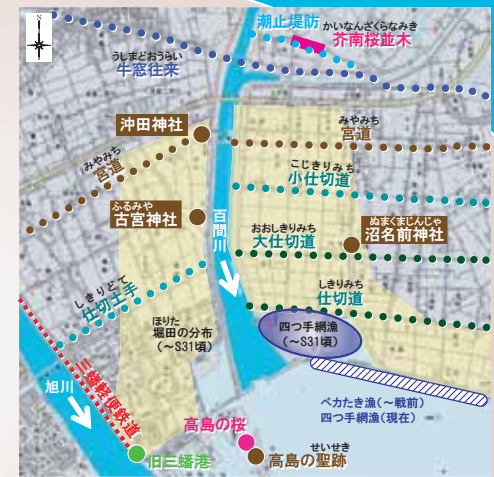 潮止堤防
かいなんざくらなみき
芥南桜並木
うしまどおうらい
牛窓往来
沖田神社
みやみち
宮道
みやみち
宮道
こじきりみち
小仕切道
ふるみや
古宮神社
百間川
おおしきりみち
大仕切道
ぬまくまじんじゃ
沼名前神社
しきりみち
仕切道
しきりどて
仕切土手
ほりた
堀田の分布
(〜S31頃)
四つ手網漁
(〜S31頃)
三蟠軽便鉄道
旭川
ベカたき漁(〜戦前)
四つ手網漁(現在)
高島の桜
せいせき
高島の聖跡
旧三蟠港